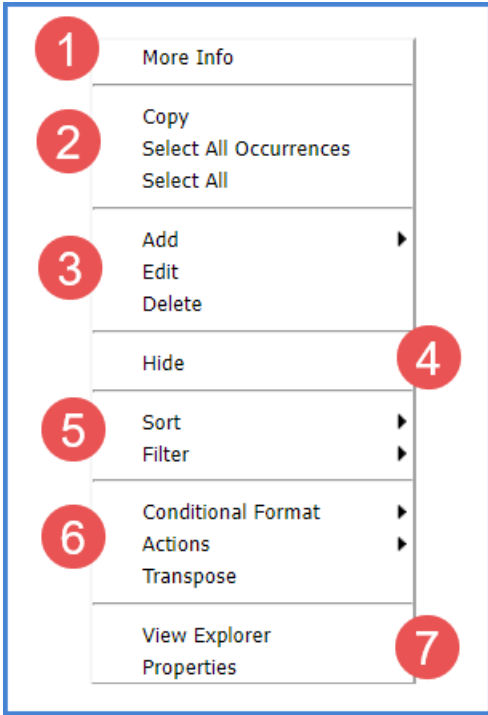 1
More Info
2
Copy
Select All Occurrences
Select All
3
Add
Edit
Delete
Hide
4
5
Sort
Filter
6
Conditional Format
Actions
Transpose
View Explorer
7
Properties